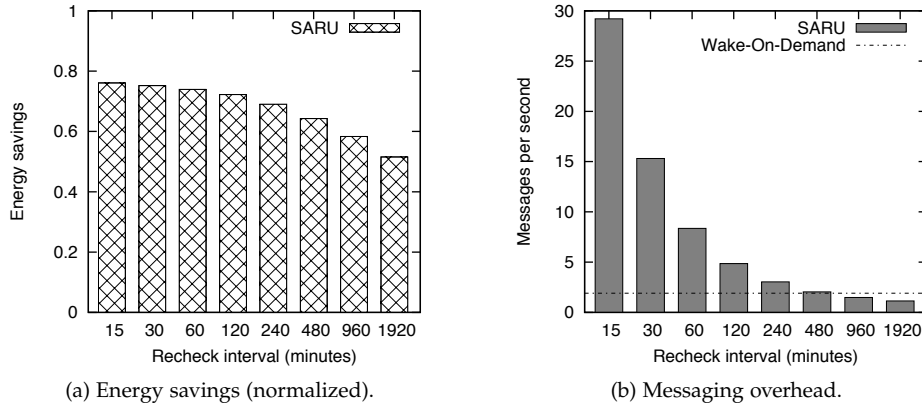 1
0.8
0.6
0.4
0.2
0
Energy savings
SARU
15 30 60 120 240 480 960 1920
Recheck interval (minutes)
(a) Energy savings (normalized).
30
25
20
15
10
5
0
Messages per second
SARU
Wake-On-Demand
15 30 60 120 240 480 960 1920
Recheck interval (minutes)
(b) Messaging overhead.